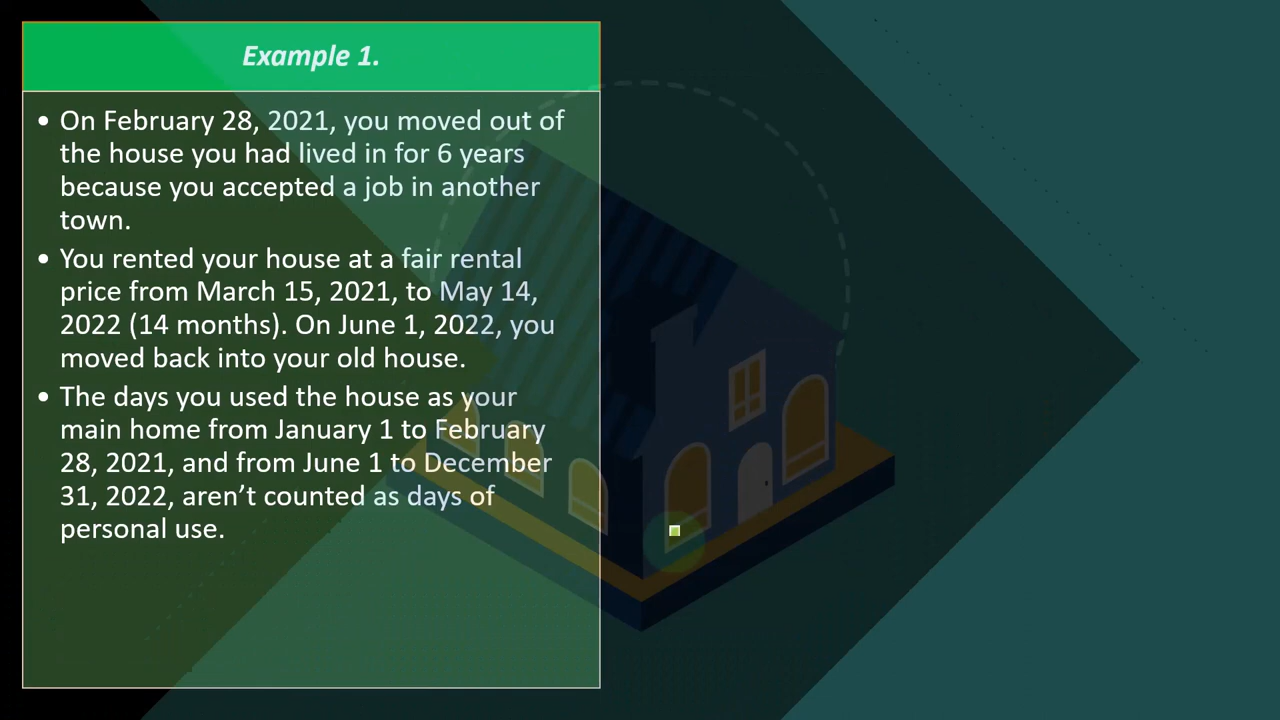 Example 1.
• On February 28, 2021, you moved out of
the house you had lived in for 6 years
because you accepted a job in another
town.
• You rented your house at a fair rental
price from March 15, 2021, to May 14,
2022 (14 months). On June 1, 2022, you
moved back into your old house.
• The days you used the house as your
main home from January 1 to February
28, 2021, and from June 1 to December
31, 2022, aren’t counted as days of
personal use.